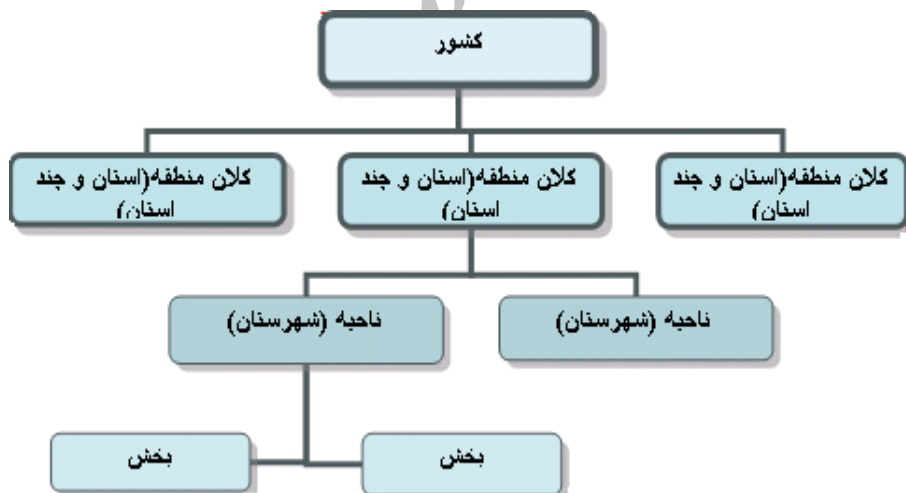 کشور
کلان منطقه(استان و چند
استان)
کلان منطقه(استان و چند
استان)
کلان منطقه(استان و چند
استان)
ناحیه (شهرستان)
ناحیه (شهرستان)
بخش
بخش